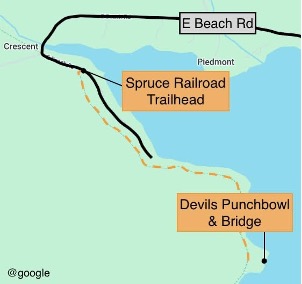 E Beach Rd
Crescent
Piedmont
Spruce Railroad
Trailhead
Devils Punchbowl
& Bridge
@google